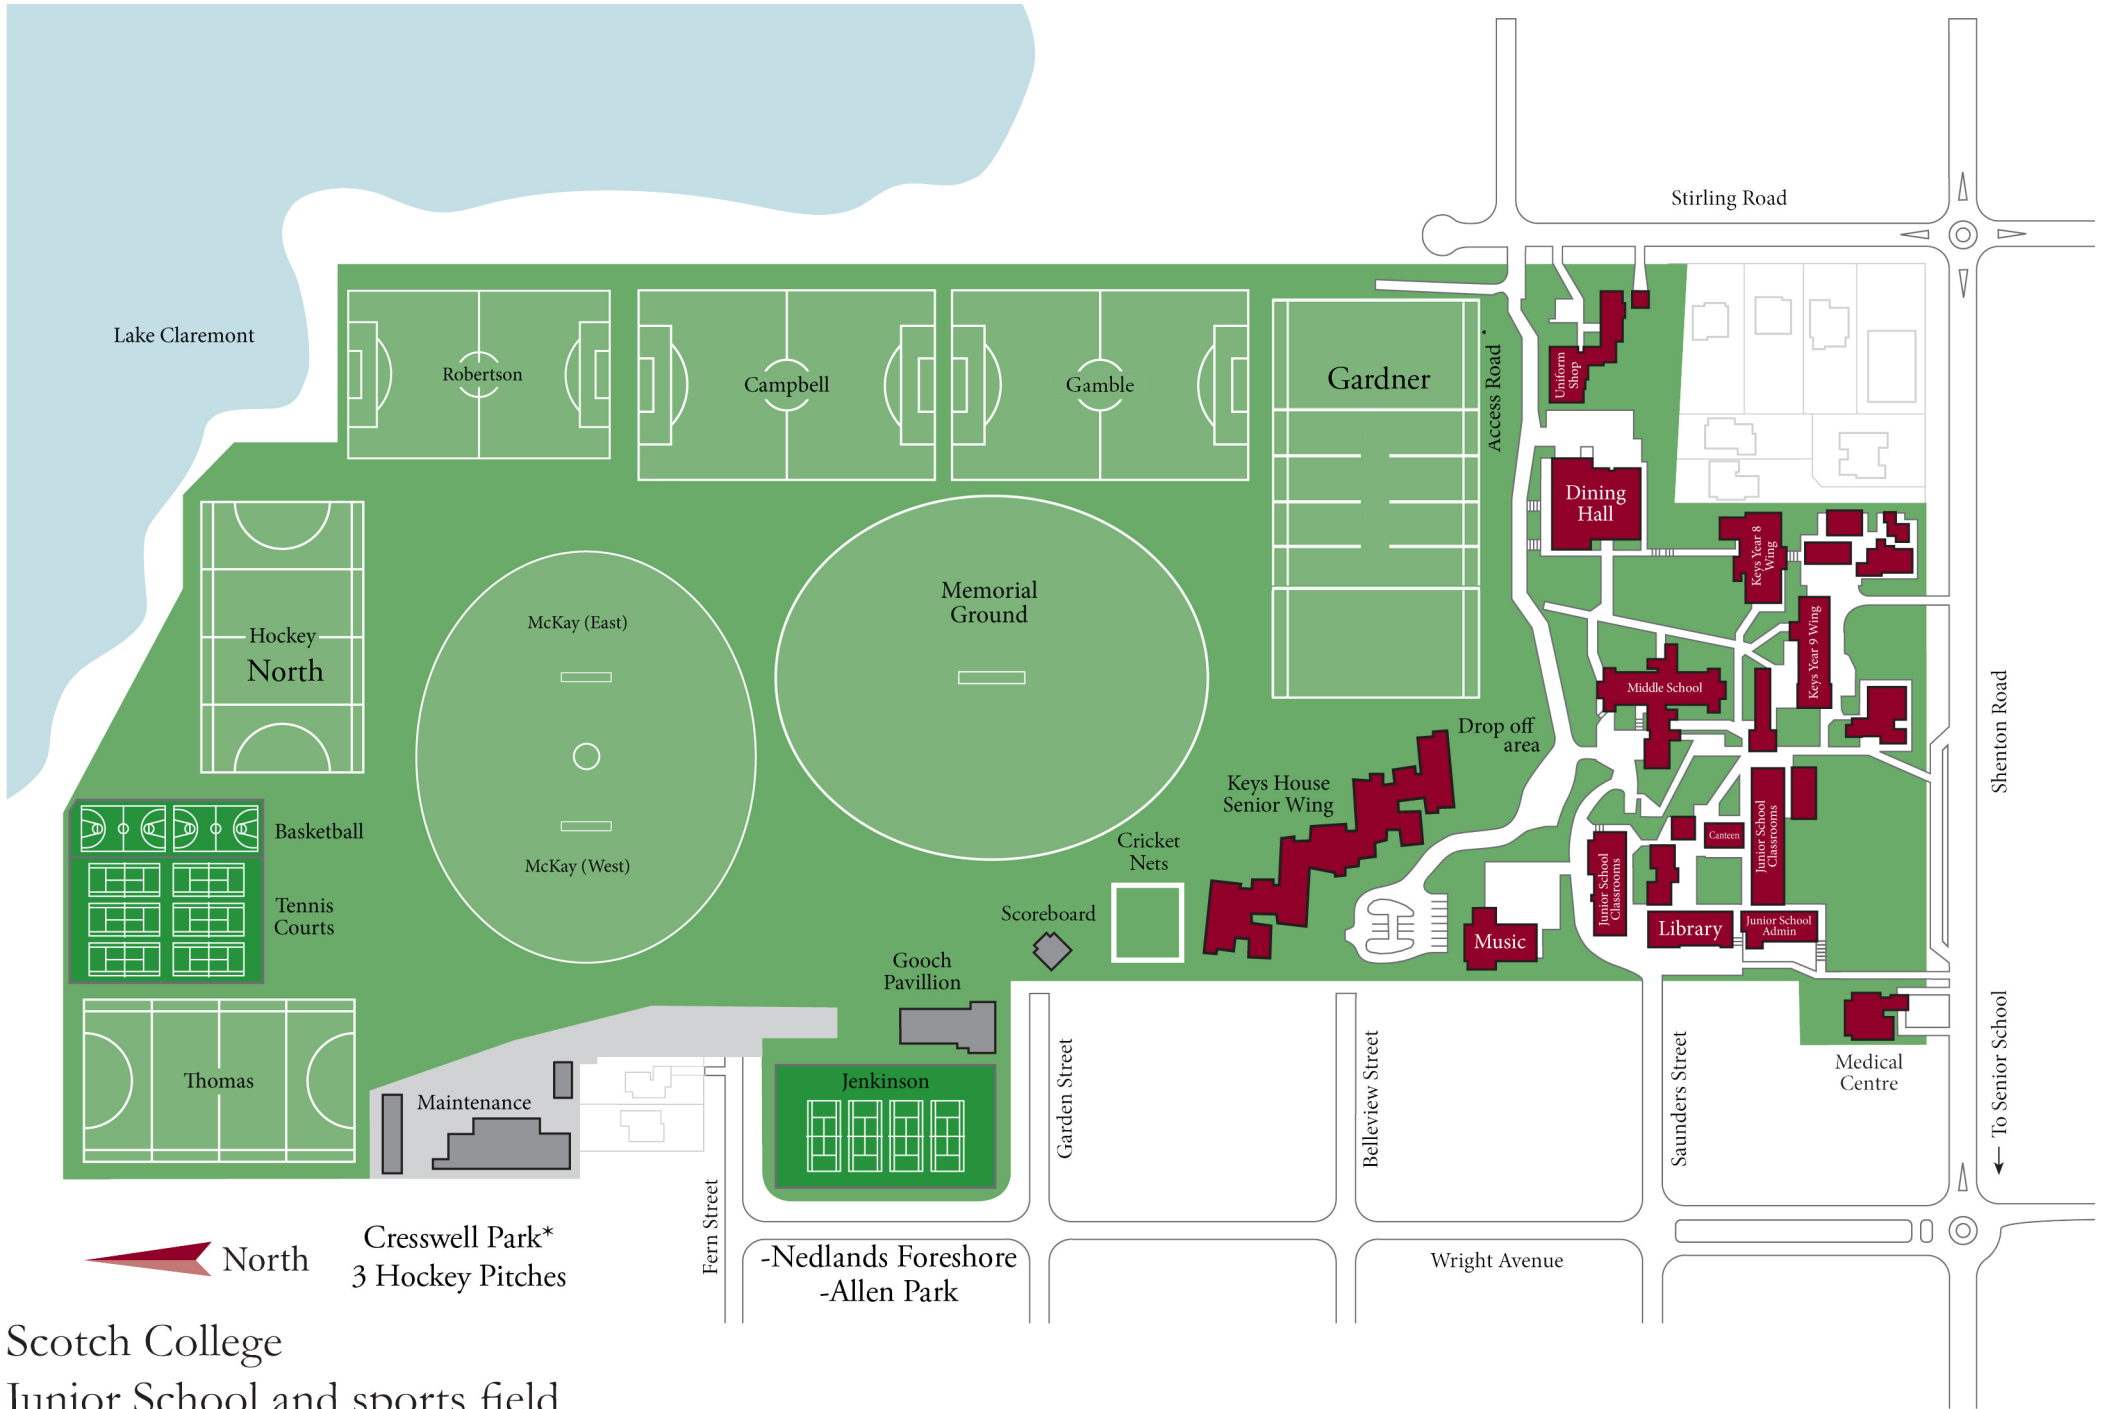 Stirling Road
Lake Claremont
Robertson
Campbell
Gamble
Gardner
Access Road
Uniform
Shop
Dining
Hall
Keys Year 8
Wing
Keys Year 9 Wing
Hockey
North
McKay (East)
Memorial
Ground
Middle School
Shenton Road
Drop off
area
Keys House
Senior Wing
Basketball
Cricket
Nets
Canteen
Junior School
Classrooms
Junior School
Classrooms
McKay (West)
Tennis
Courts
Scoreboard
Music
Library
Junior School
Admin
Gooch
Pavillion
Thomas
Maintenance
Jenkinson
Garden Street
Belleview Street
Saunders Street
Medical
Centre
To Senior School
Fern Street
North
Cresswell Park*
3 Hockey Pitches
-Nedlands Foreshore
-Allen Park
Wright Avenue
Scotch College
Junior School and sports field